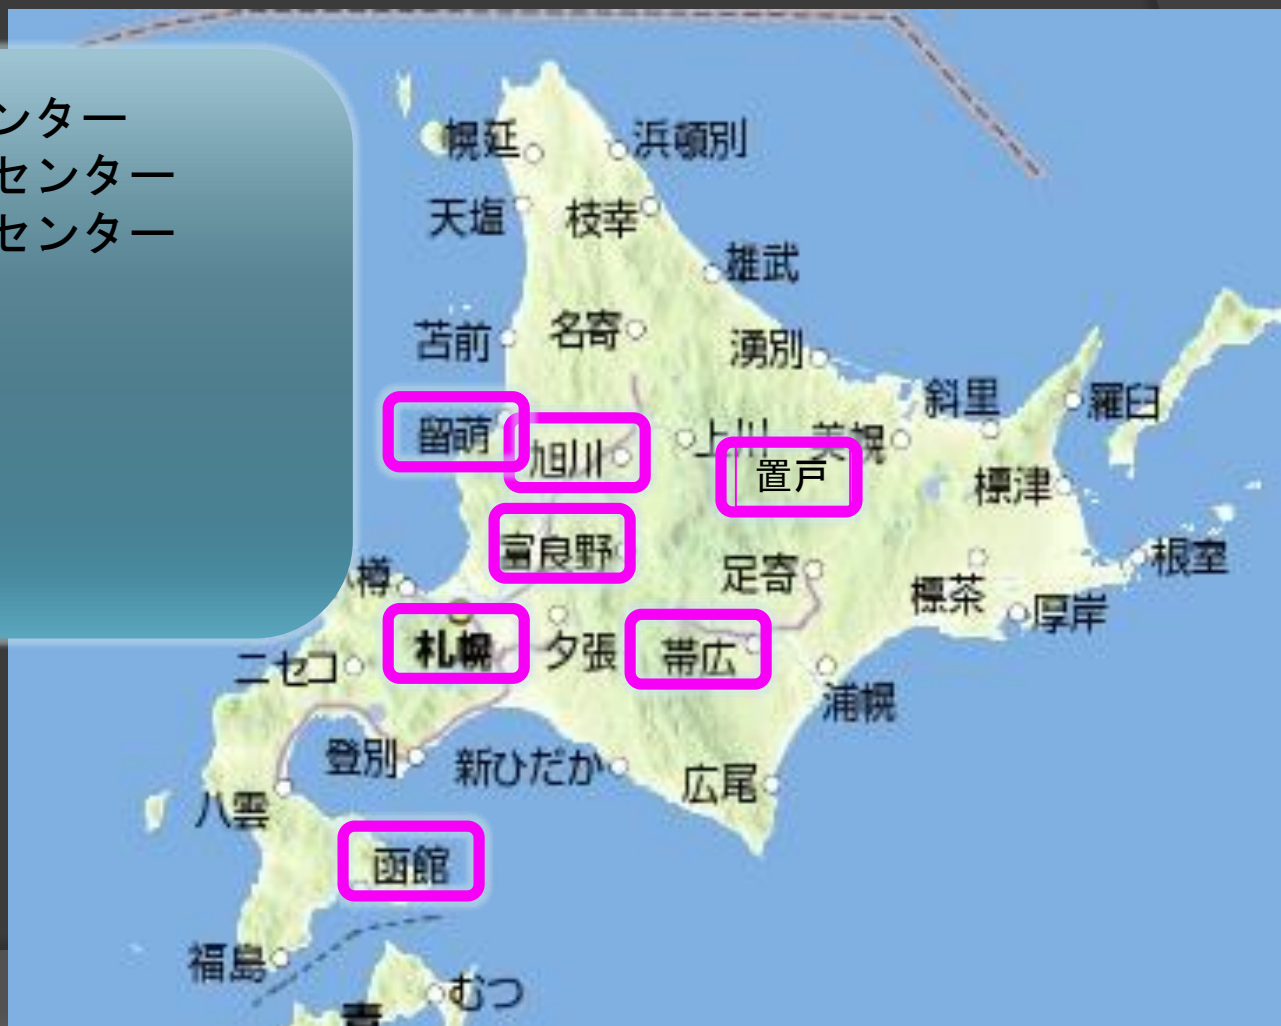 ンター
センター
センター
幌延
浜頓別
天塩
枝幸
雄武
苫前
名寄
湧別
斜里
羅臼
留萌
旭川
上川
美幌
置戸
標津
富良野
足寄
根室
樽
標茶
厚岸
札幌
夕張
帯広
ニセコ
浦幌
登別
新ひだか
広尾
八雲
函館
福島
むつ